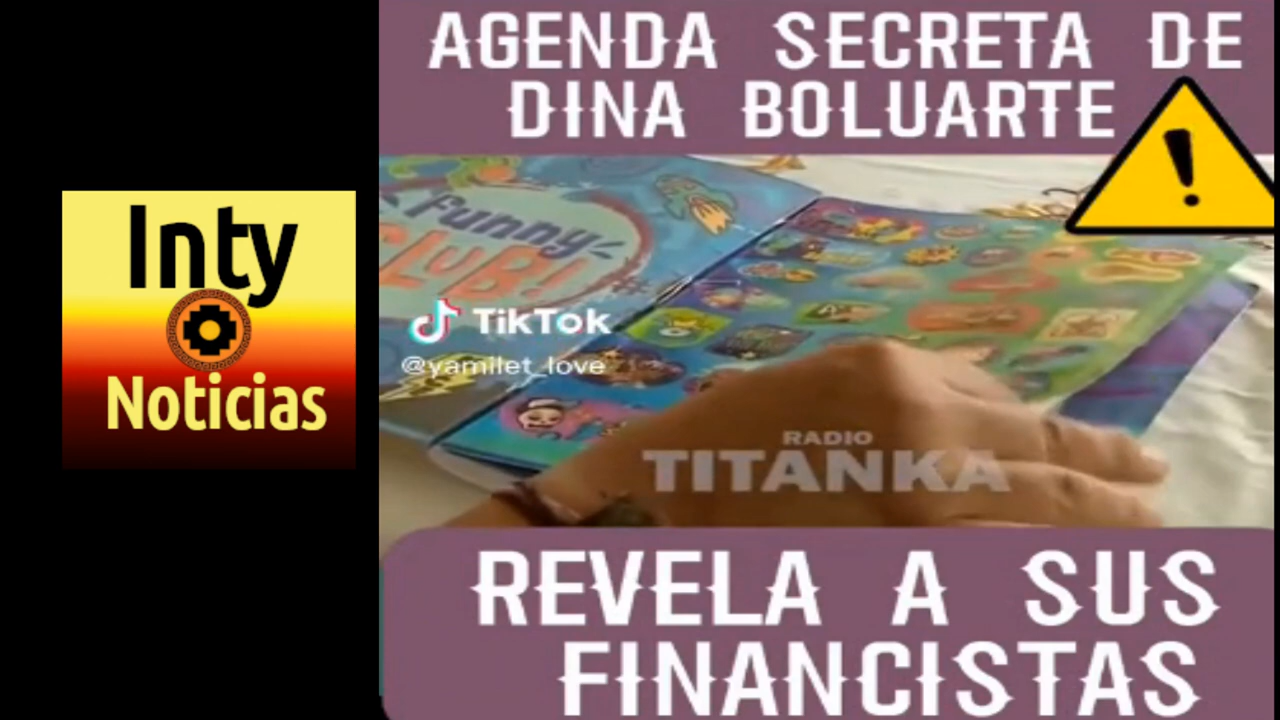 Inty
Noticias
AGENDA SECRETA DE
DINA BOLUARTE
!
funny
CLUB!
TikTok
@yamilet_love
RADIO
TITANKA
REVELA A SUS
FINANCISTAS